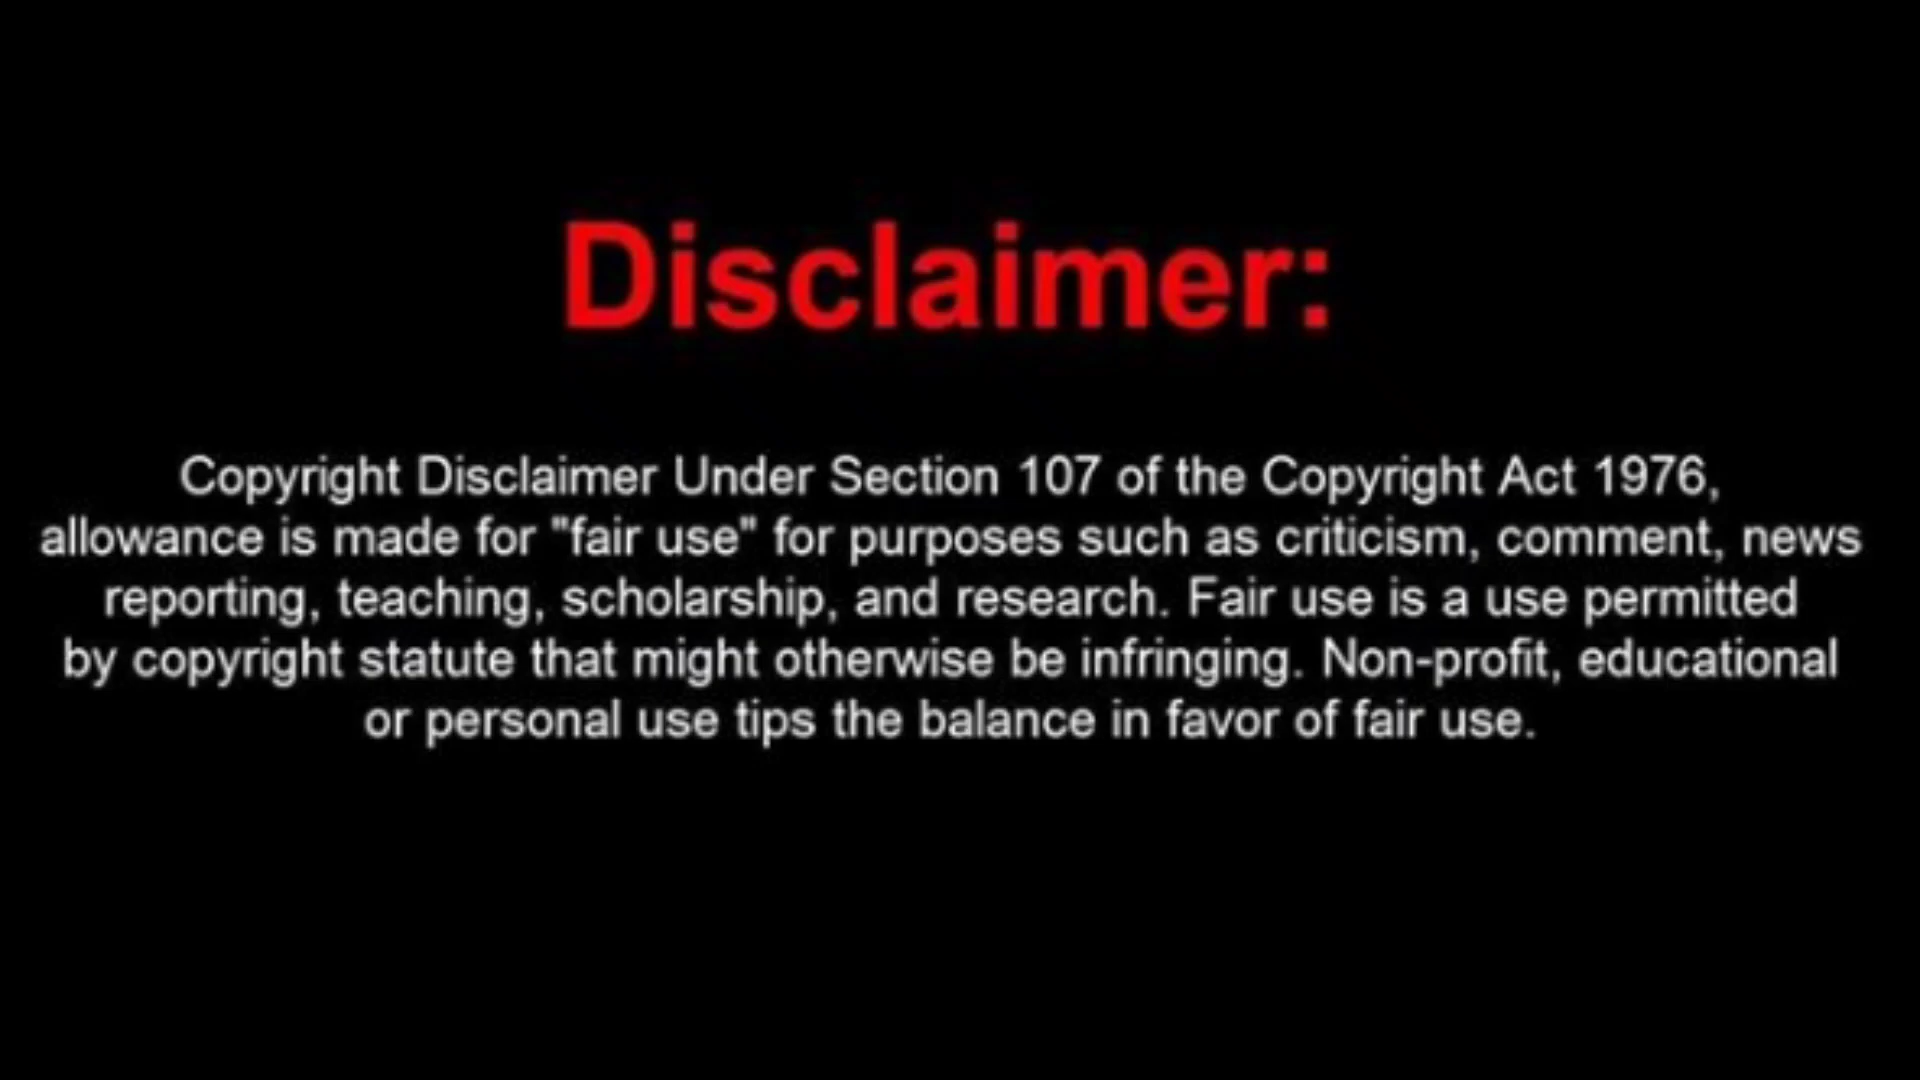 Disclaimer:
Copyright Disclaimer Under Section 107 of the Copyright Act 1976,
allowance is made for "fair use" for purposes such as criticism, comment, news
reporting, teaching, scholarship, and research. Fair use is a use permitted
by copyright statute that might otherwise be infringing. Non-profit, educational
or personal use tips the balance in favor of fair use.